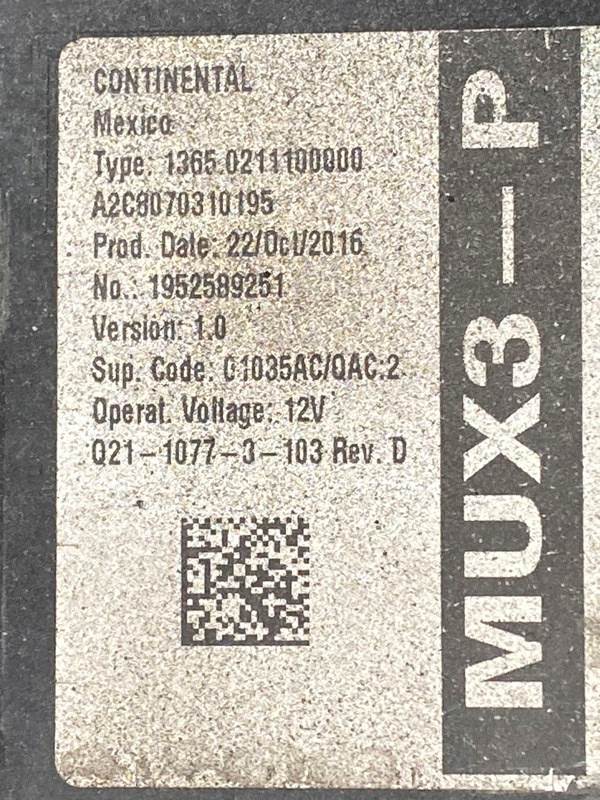 CONTINENTAL
Mexico
Type: 1365.0211100000
A2C8070310195
Prod. Date: 22/Oct/2016
No.: 1952589251
Version: 1.0
Sup. Code: 01035AC/QAC:2
Operat. Voltage: 12V
Q21-1077-3-103 Rev. D
MUX3-P